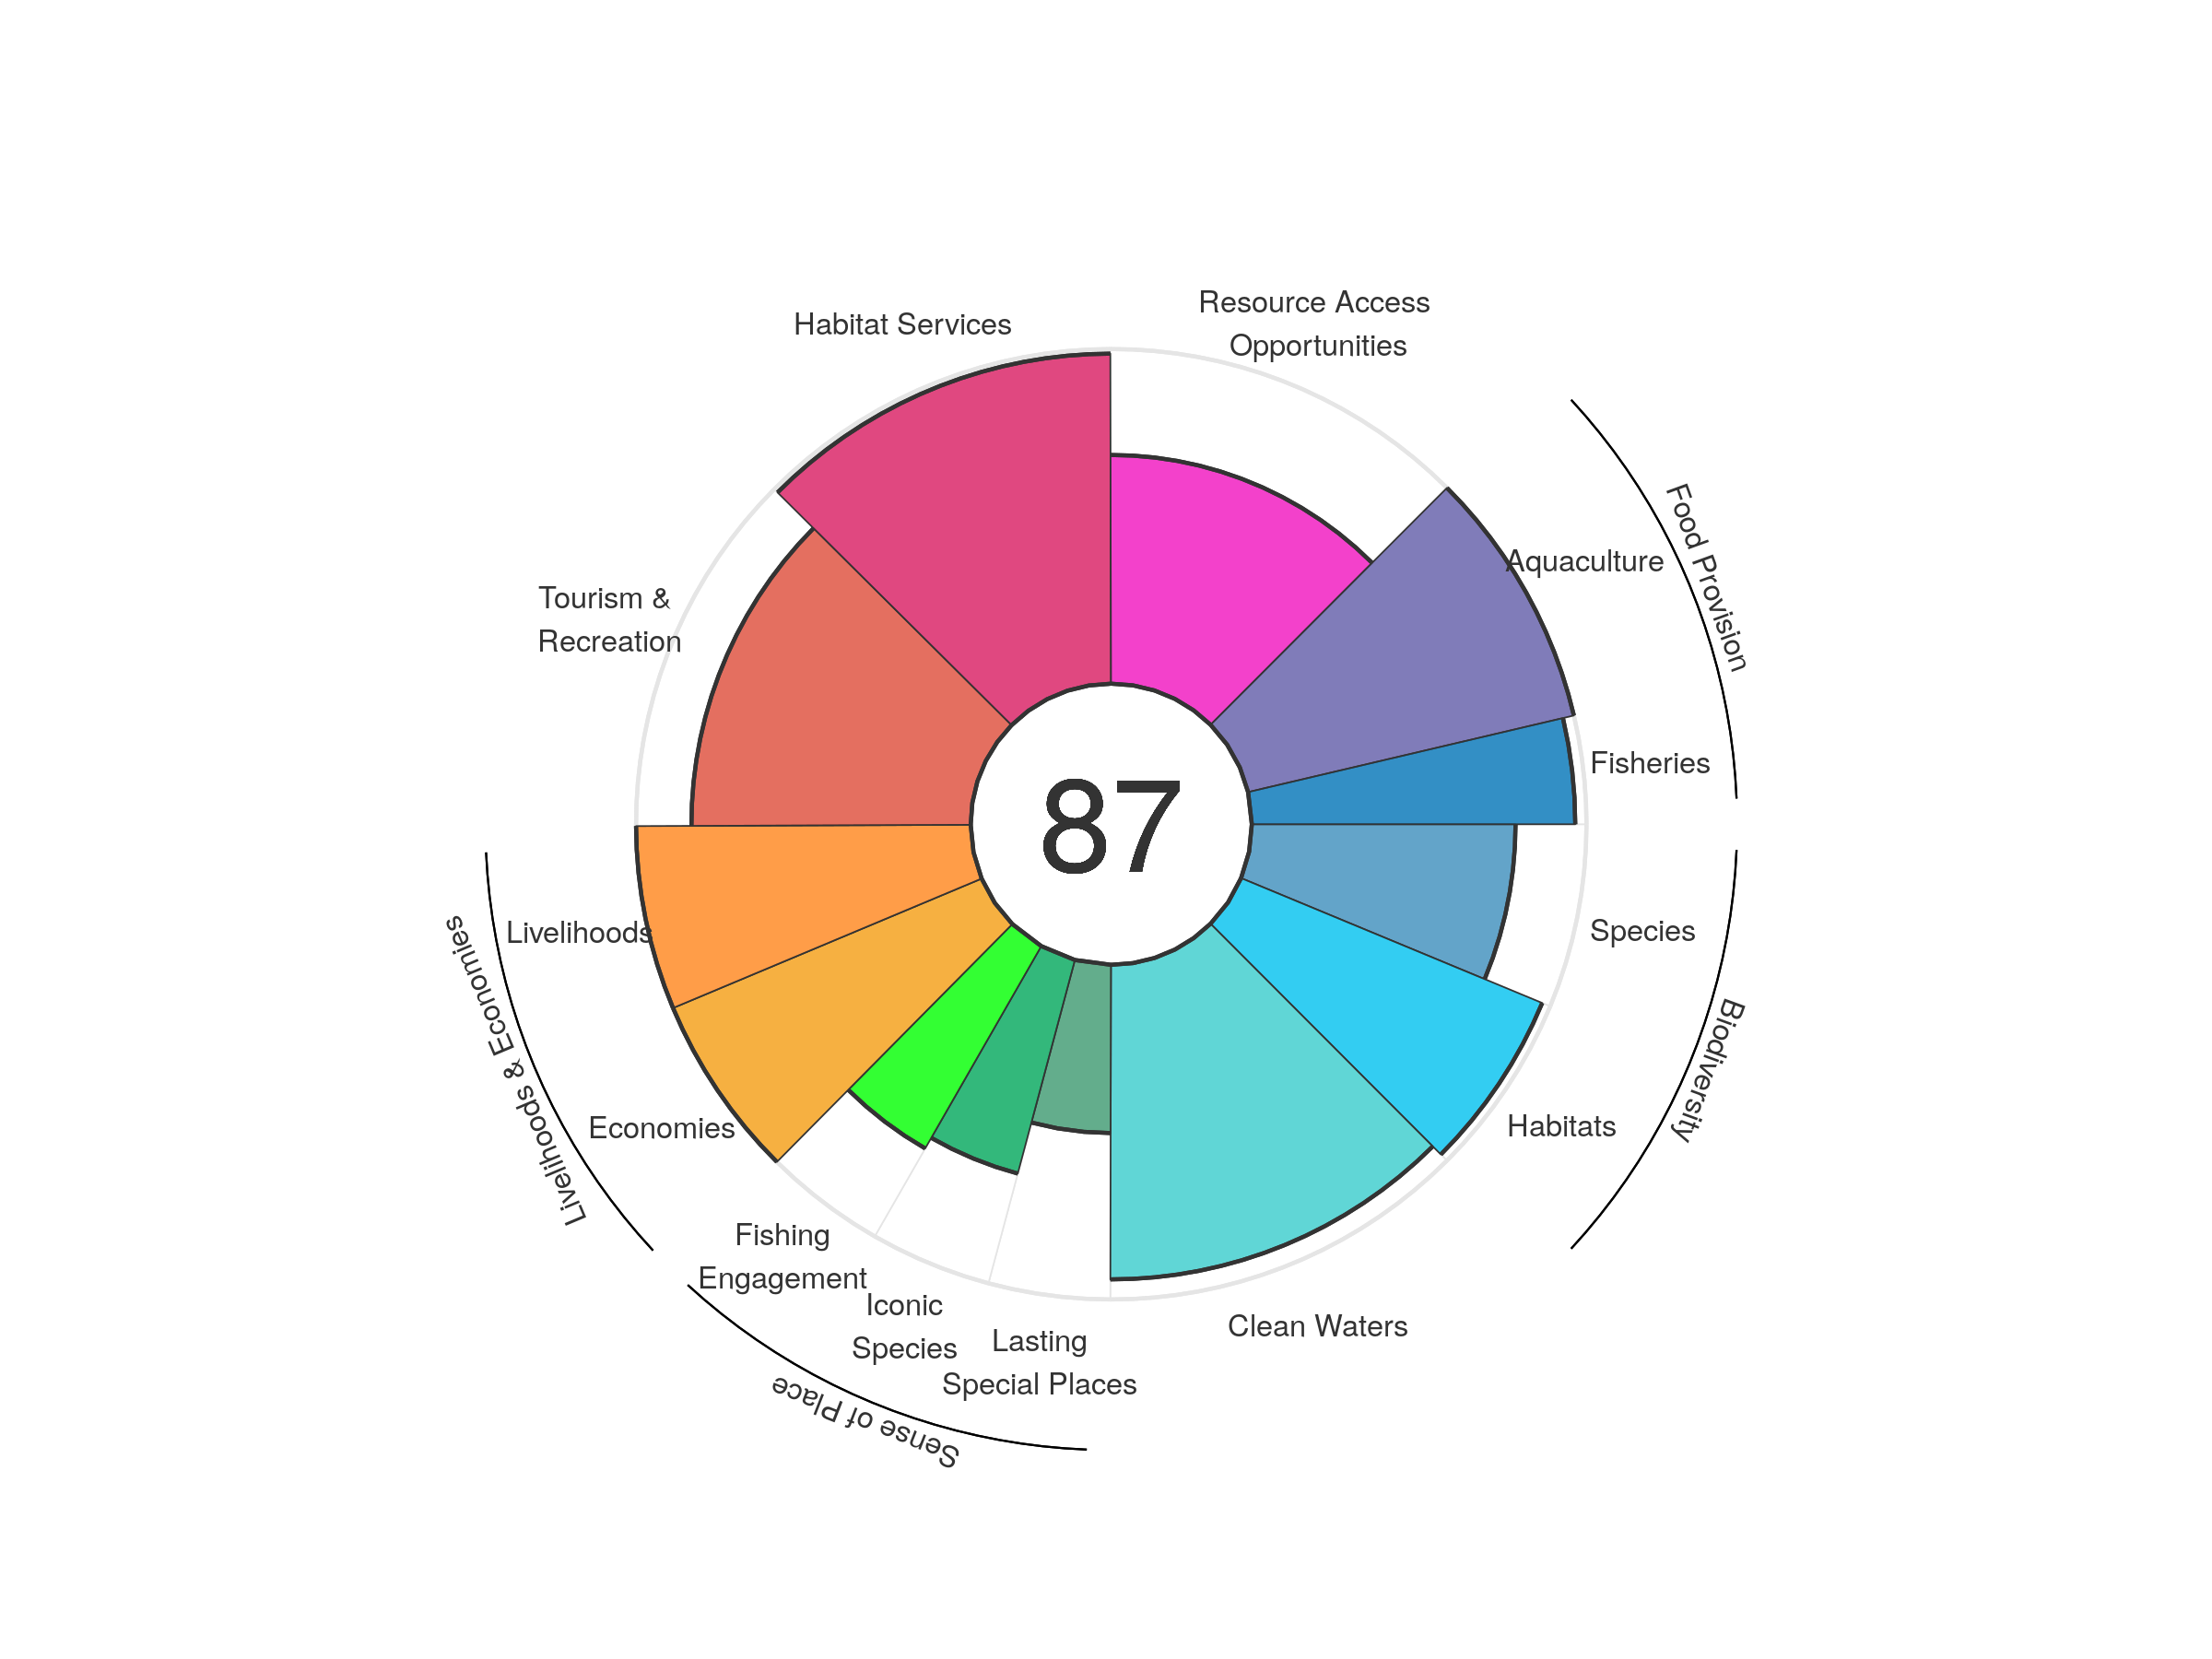 Resource Access
Opportunities
Habitat Services
Aquaculture
Food Provision
Tourism &
Recreation
Fisheries
87
Livelihoods
Species
Livelihoods & Economies
Biodiversity
Economies
Habitats
Fishing
Engagement
Iconic
Species
Lasting
Special Places
Clean Waters
Sense of Place